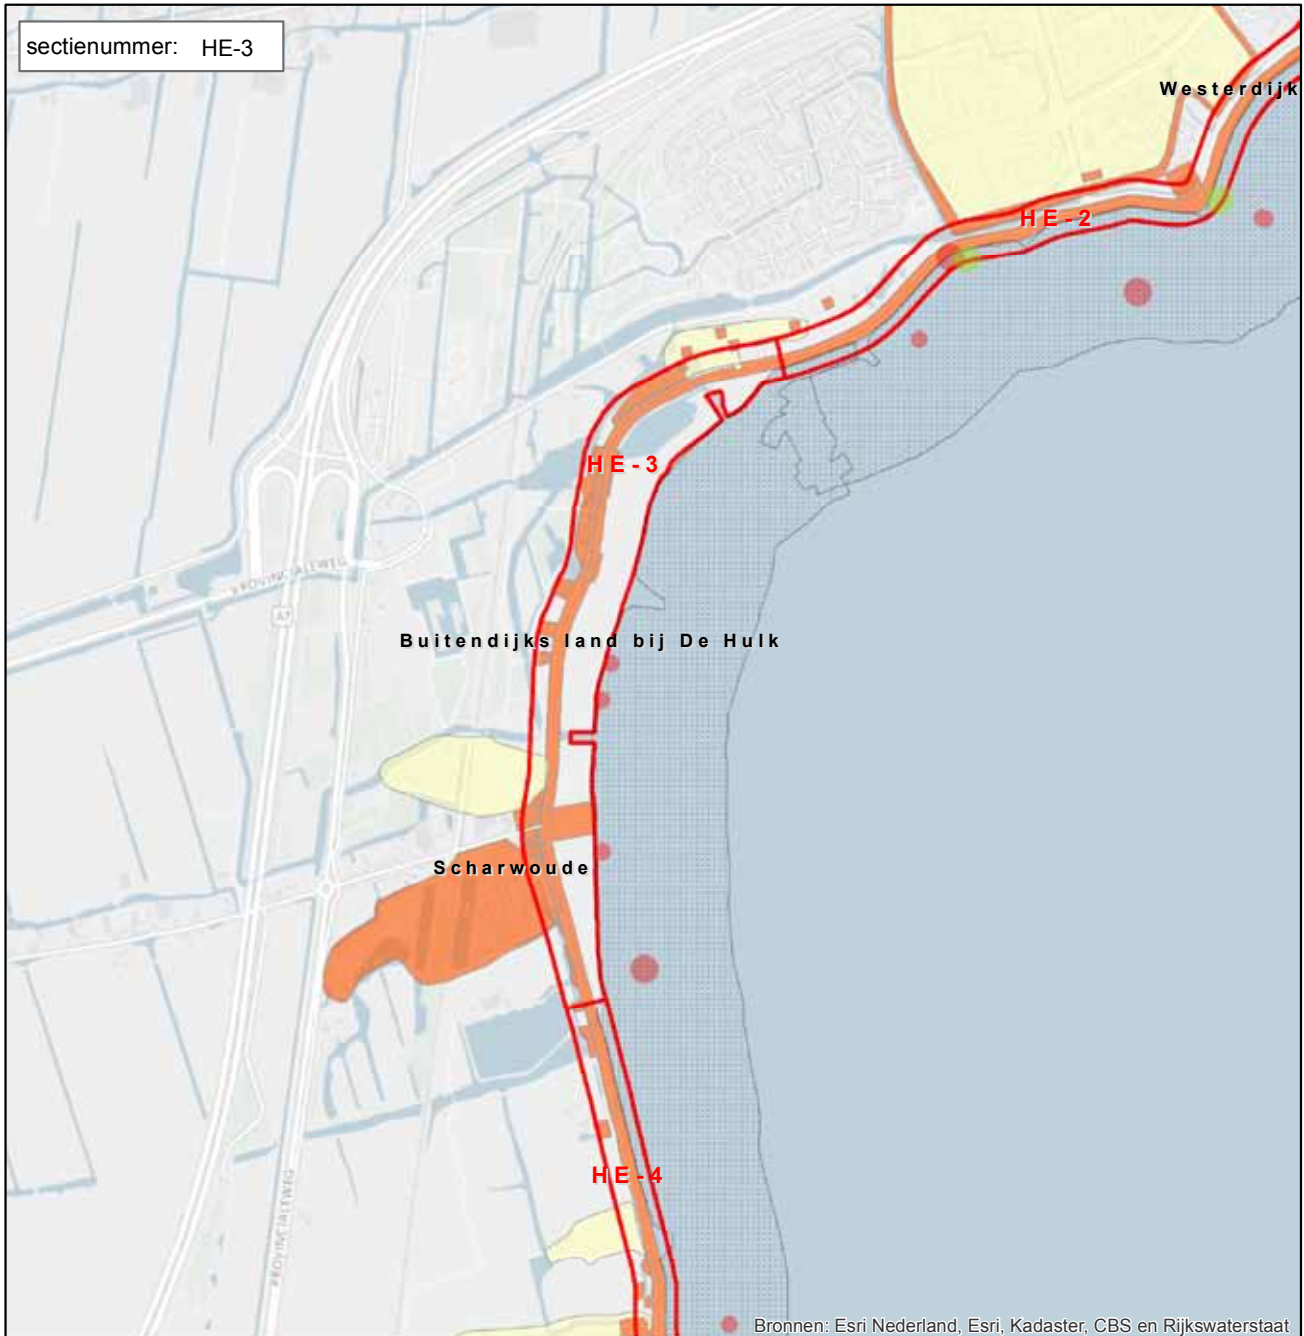 sectienummer: HE-3
Westerdijk
HE-2
HE-3
PROVINCIALEWEG
A7
Buitendijks land bij De Hulk
Scharwoude
HE-4
PROVINCIALEWEG
Bronnen: Esri Nederland, Esri, Kadaster, CBS en Rijkswaterstaat